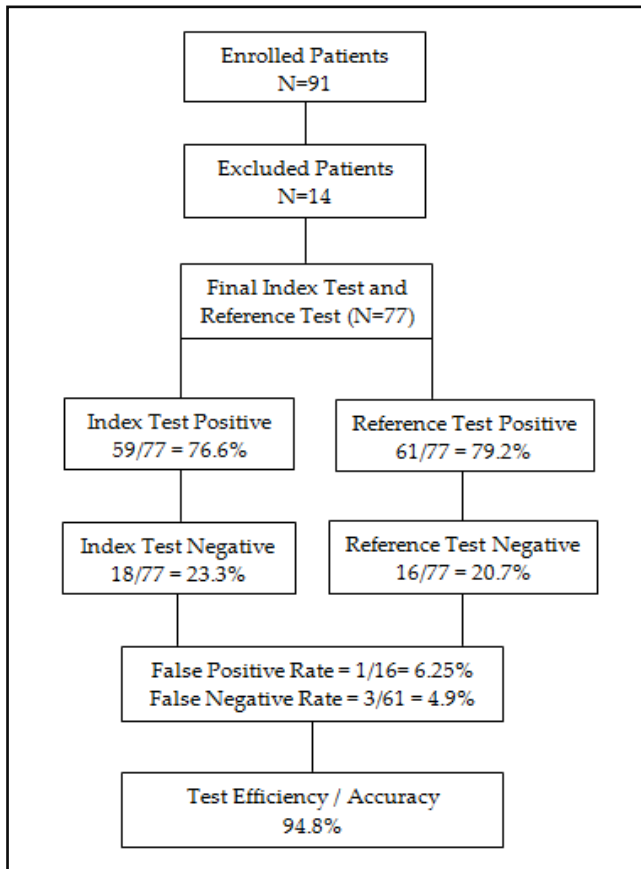 Enrolled Patients
N=91
Excluded Patients
N=14
Final Index Test and
Reference Test (N=77)
Index Test Positive
59/77 = 76.6%
Reference Test Positive
61/77 = 79.2%
Index Test Negative
18/77 = 23.3%
Reference Test Negative
16/77 = 20.7%
False Positive Rate = 1/16= 6.25%
False Negative Rate = 3/61 = 4.9%
Test Efficiency / Accuracy
94.8%